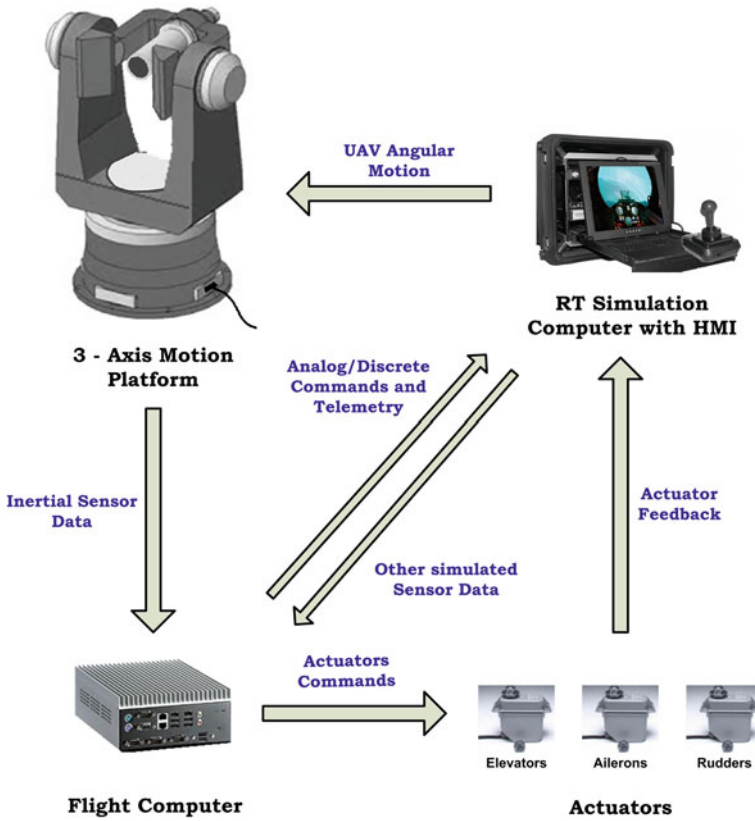 UAV Angular
Motion
RT Simulation
Computer with HMI
3 - Axis Motion
Platform
Analog/Discrete
Commands and
Telemetry
Inertial Sensor
Data
Actuator
Feedback
Other simulated
Sensor Data
Actuators
Commands
Elevators
Ailerons
Rudders
Flight Computer
Actuators